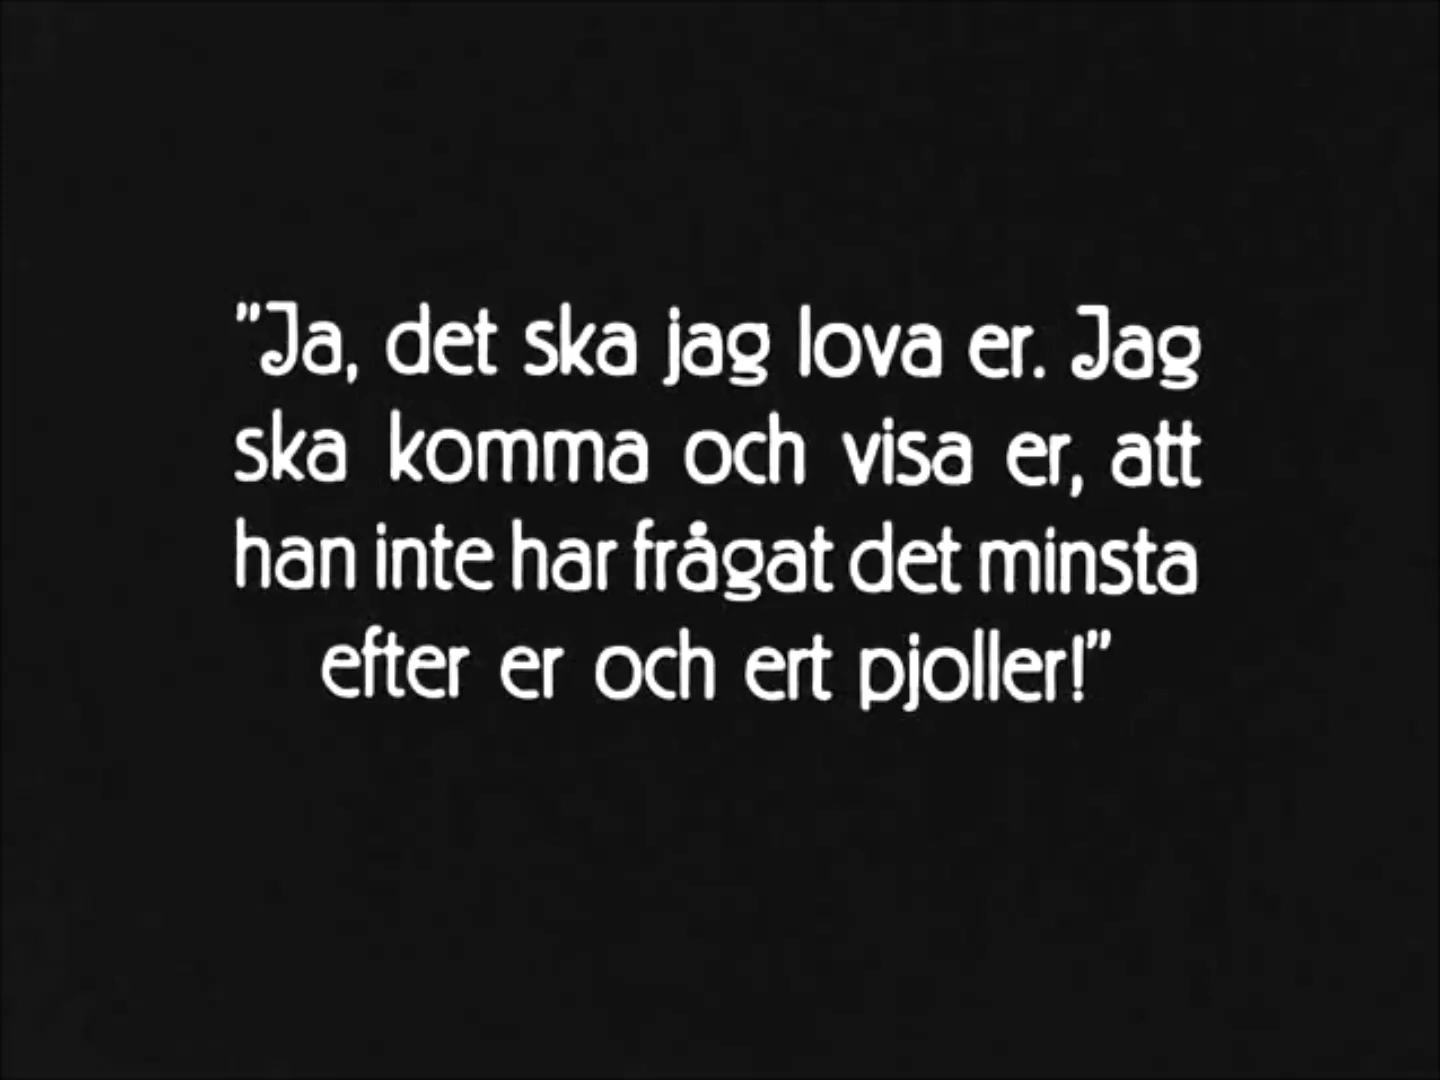 "Ja, det ska jag lova er. Jag
ska komma och visa er, att
han inte har frågat det minsta
efter er och ert pjoller!"